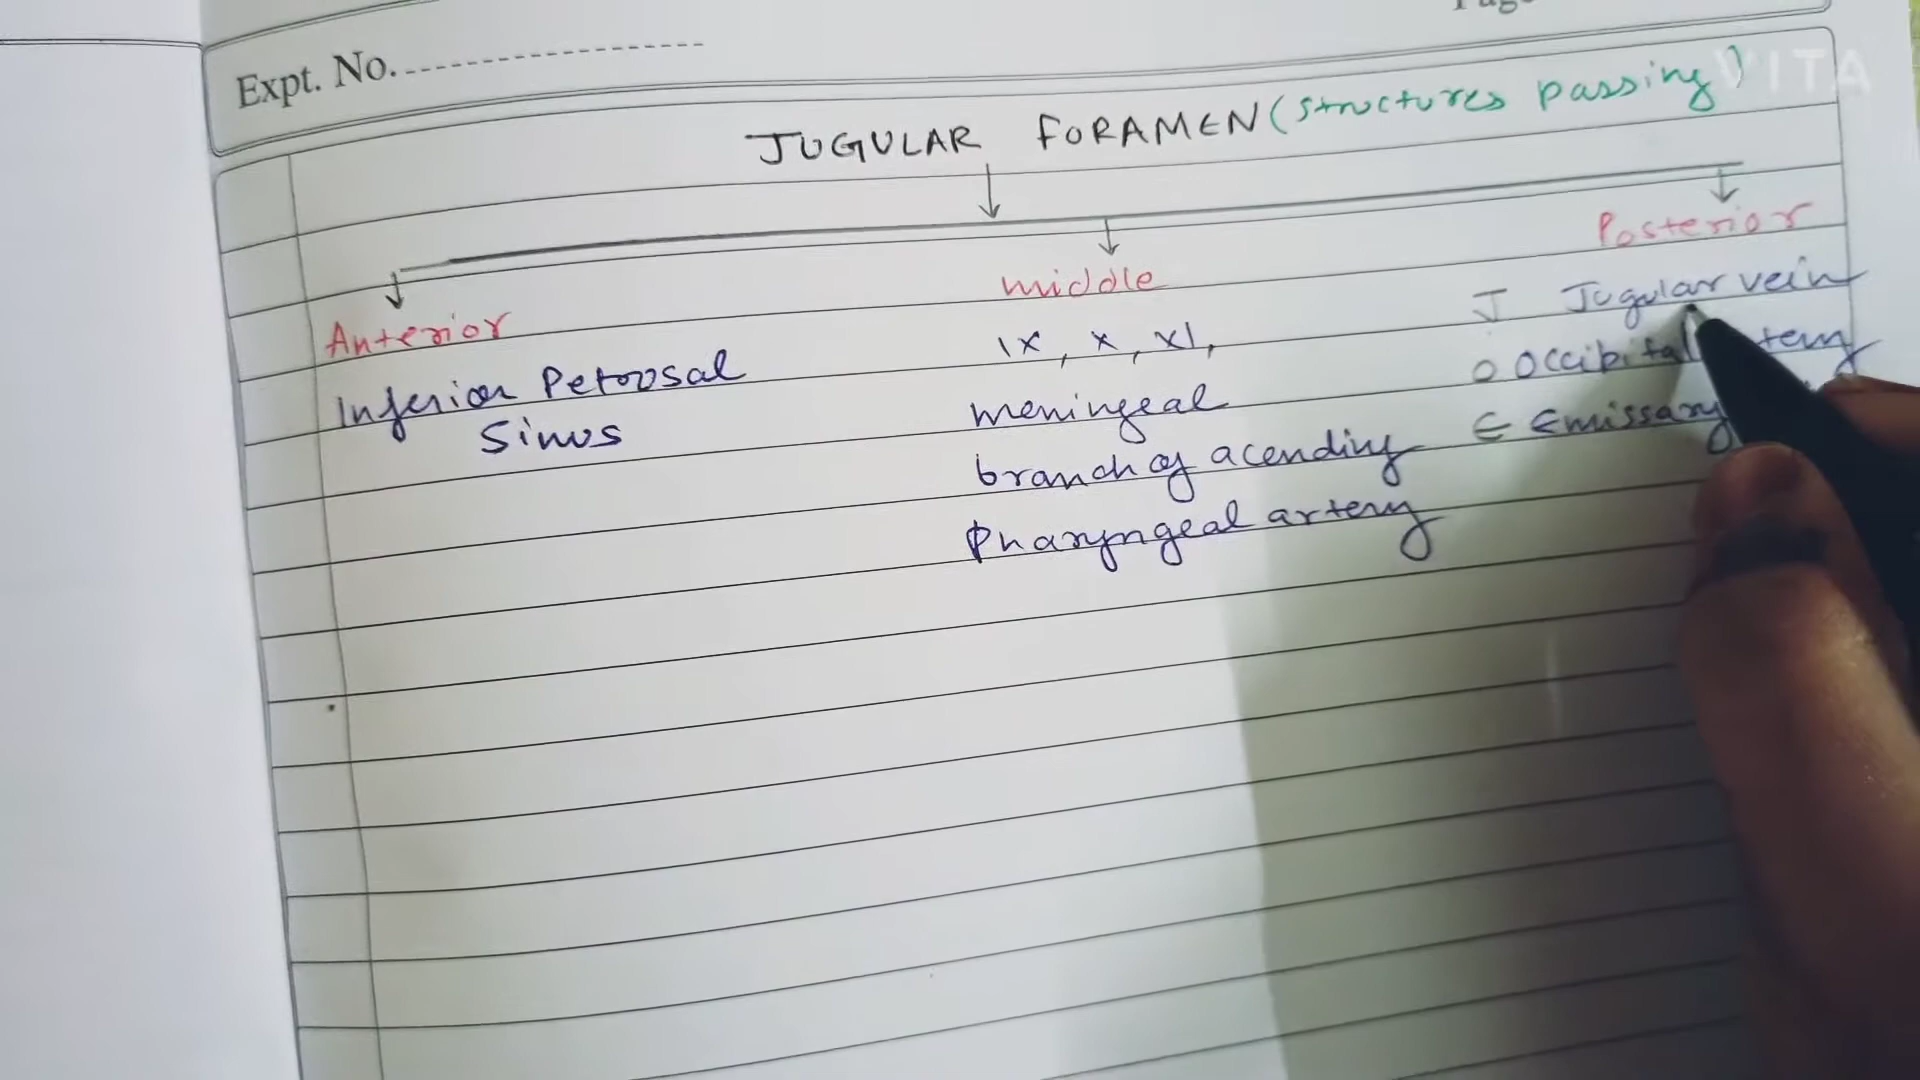 Expt. No.
VITA
JUGULAR FORAMEN (structures passing)
Anterior
Inferior Petrosal
Sinus
middle
IX, X, XI,
meningeal
branch of acending
Pharyngeal artery
Posterior
J Jugular vein
O Occipital
E Emissary